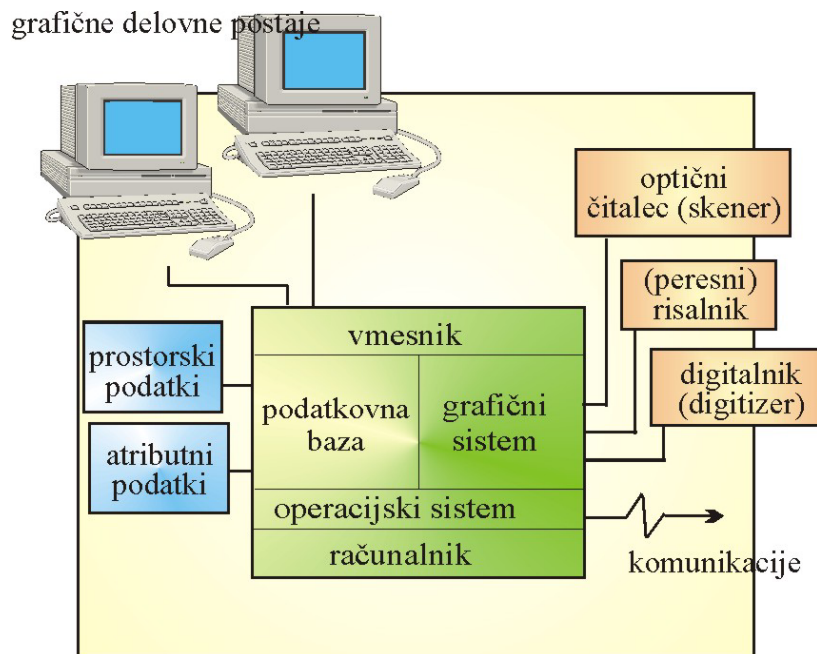 grafične delovne postaje
optični
čitalec (skener)
(peresni)
risalnik
digitalnik
(digitizer)
vmesnik
prostorski
podatki
podatkovna
baza
grafični
sistem
atributni
podatki
operacijski sistem
računalnik
komunikacije